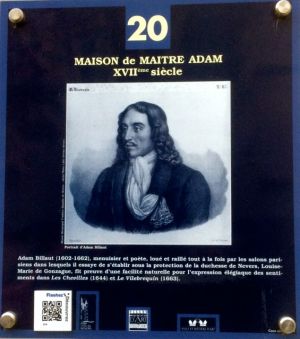 20
MAISON de MAITRE ADAM
XVIIème siècle
Portrait d'Adam Billaut
Adam Billaut (1602-1662), menuisier et poète, loué et raillé tout à la fois par les salons pari-
siens dans lesquels il essaye de s'établir sous la protection de la duchesse de Nevers, Louise-
Marie de Gonzague, fit preuve d'une facilité naturelle pour l'expression élégiaque des senti-
ments dans Les Chevilles (1644) et Le Vilebrequin (1663).